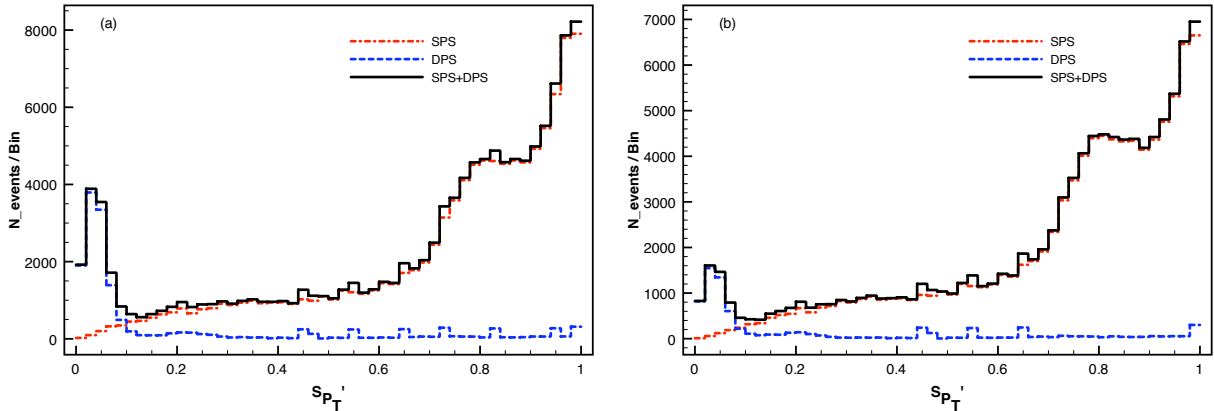 (a)
SPS
DPS
SPS+DPS
N_events / Bin
8000
6000
4000
2000
0
0 0.2 0.4 0.6 0.8 1
S_{P_T}'
(b)
SPS
DPS
SPS+DPS
N_events / Bin
7000
6000
5000
4000
3000
2000
1000
0
0 0.2 0.4 0.6 0.8 1
S_{P_T}'